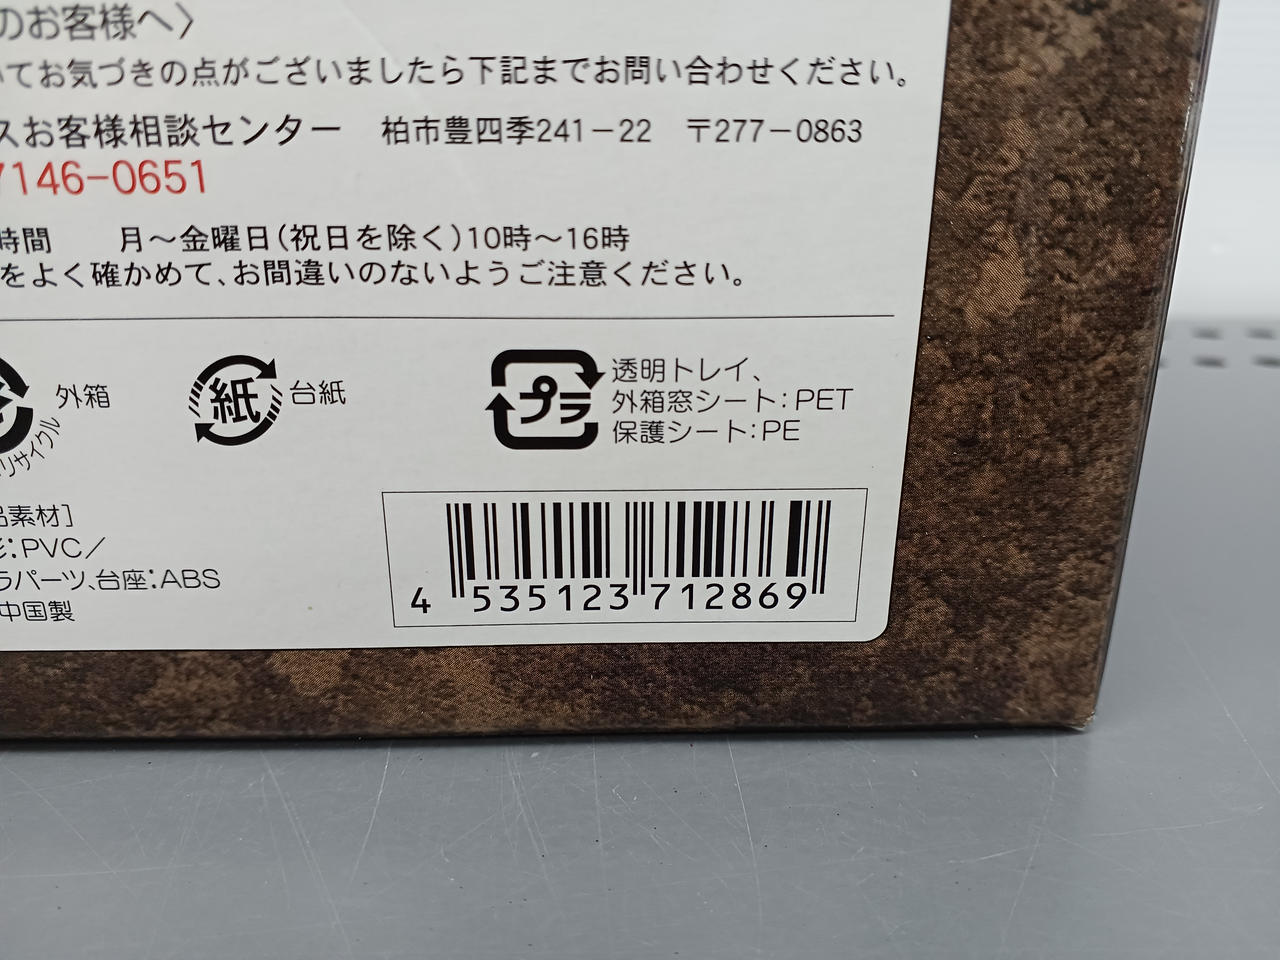 のお客様へ〉
いてお気づきの点がございましたら下記までお問い合わせください。
スお客様相談センター 柏市豊四季241-22 〒277-0863
7146-0651
時間 月～金曜日(祝日を除く)10時～16時
をよく確かめて、お間違いのないようご注意ください。
外箱
リサイクル
紙 台紙
プラ 透明トレイ、
外箱窓シート:PET
保護シート:PE
品素材]
形:PVC/
ラパーツ、台座:ABS
中国製
4 535123 712869